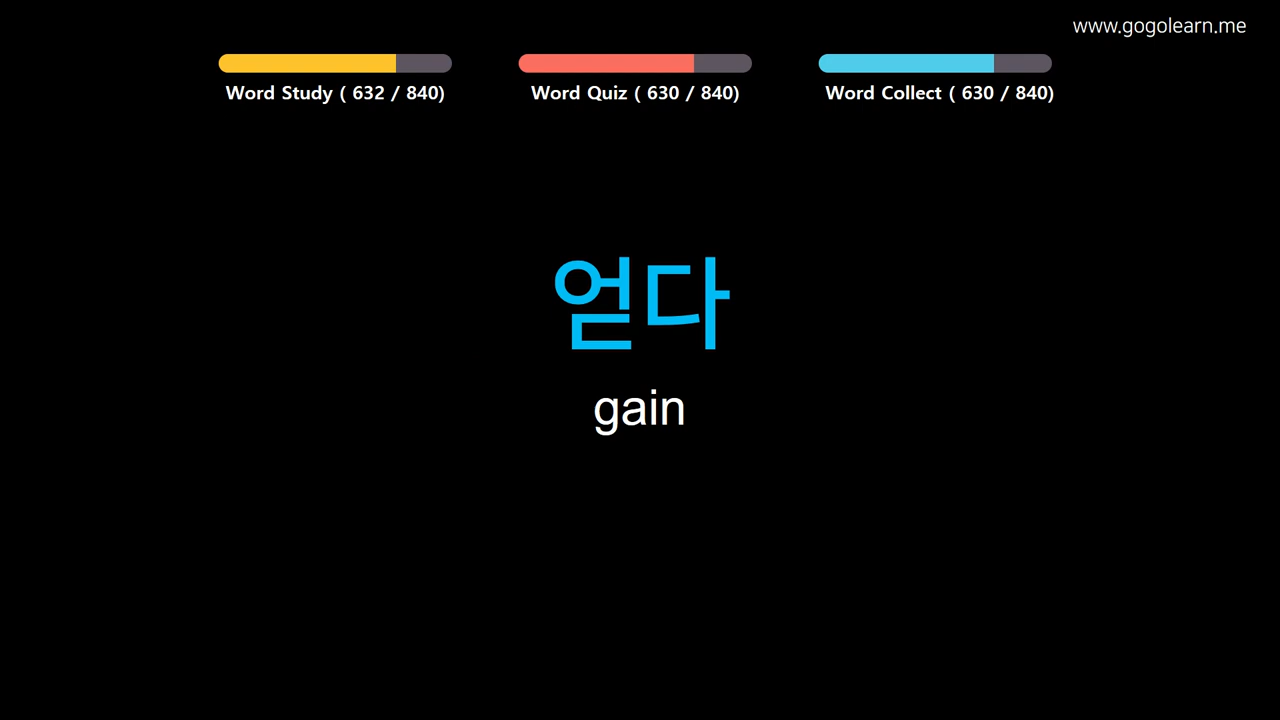 www.gogolearn.me
Word Study ( 632 / 840)
Word Quiz ( 630 / 840)
Word Collect ( 630 / 840)
얻다
gain